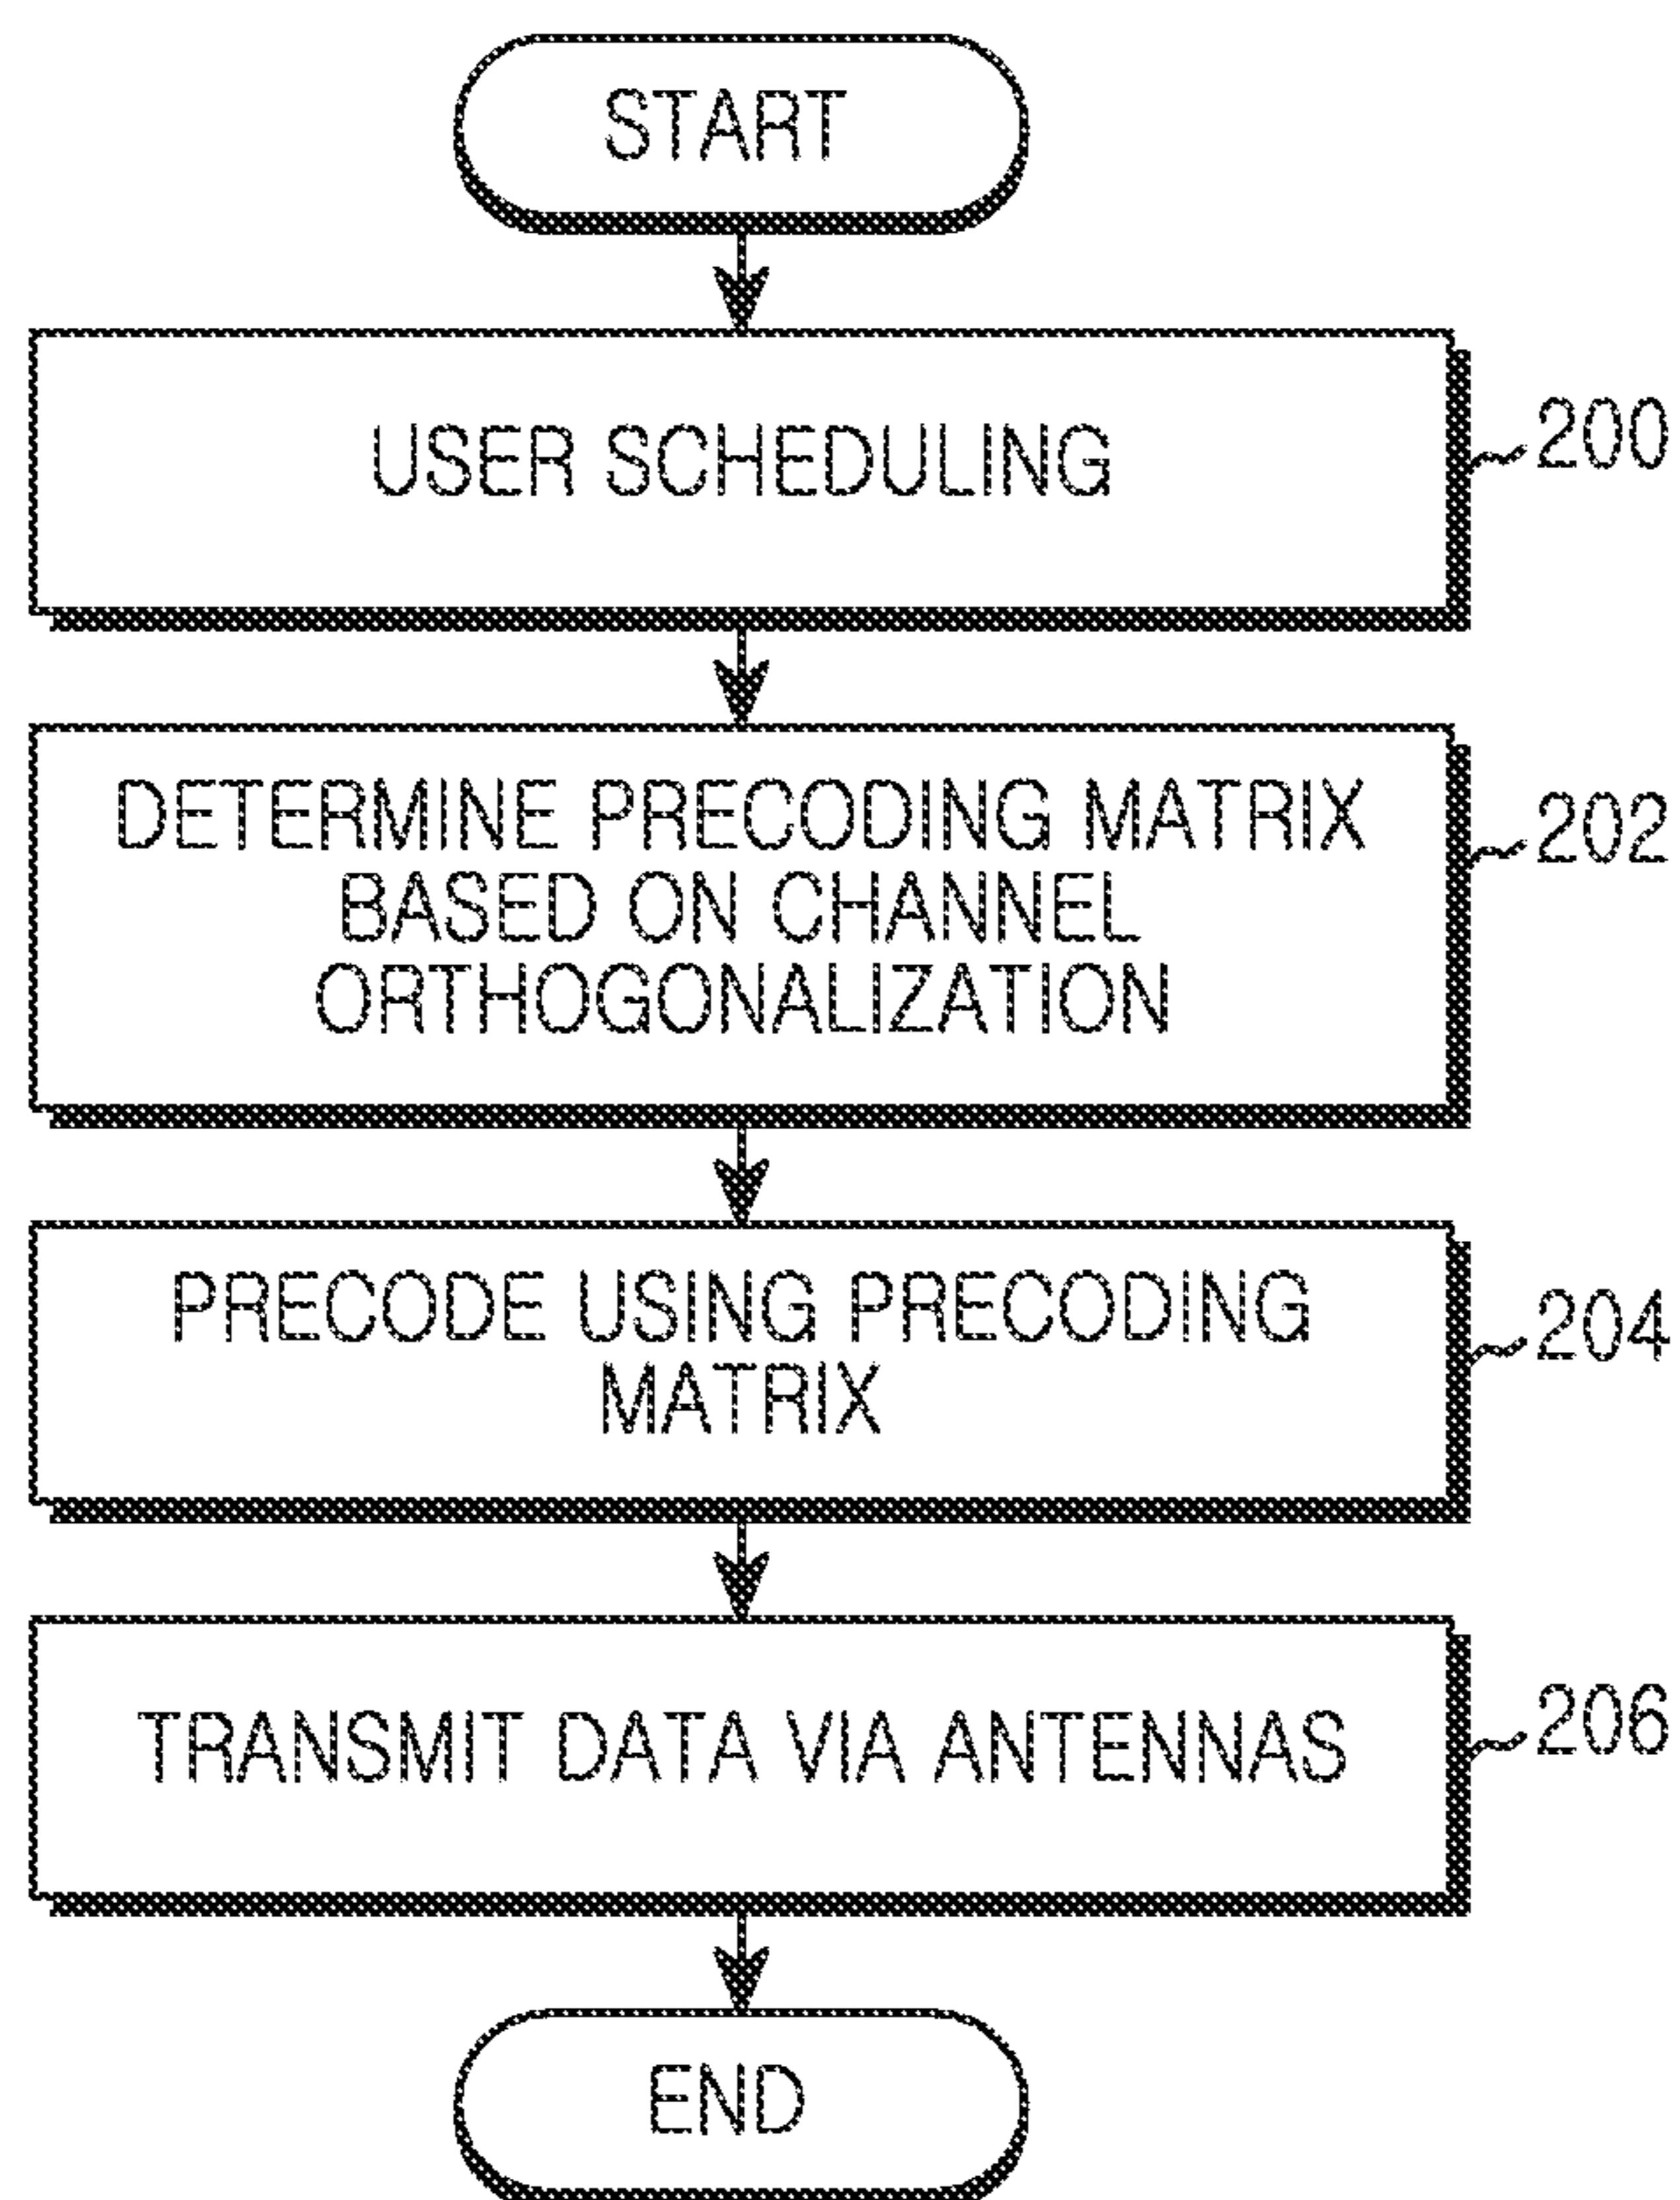 START
USER SCHEDULING
200
DETERMINE PRECODING MATRIX
BASED ON CHANNEL
ORTHOGONALIZATION
202
PRECODE USING PRECODING
MATRIX
204
TRANSMIT DATA VIA ANTENNAS
206
END